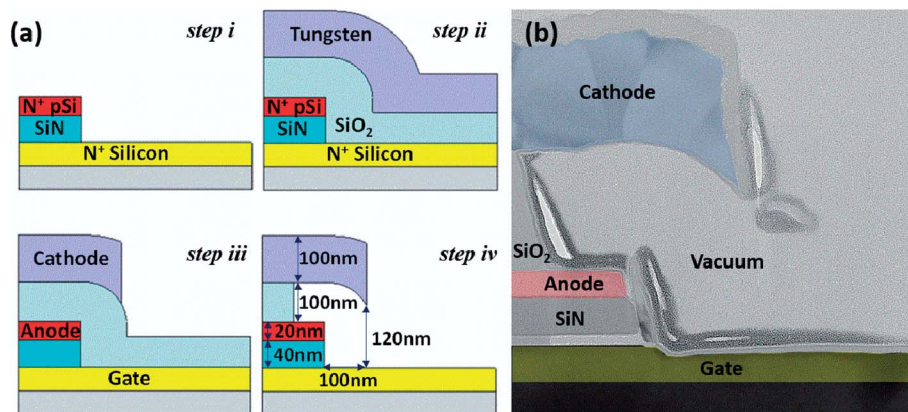 (a)
step i
N⁺ pSi
SiN
N⁺ Silicon
step ii
Tungsten
N⁺ pSi
SiN
SiO₂
N⁺ Silicon
step iii
Cathode
Anode
Gate
step iv
100nm
100nm
20nm
120nm
40nm
100nm
(b)
Cathode
SiO₂
Vacuum
Anode
SiN
Gate